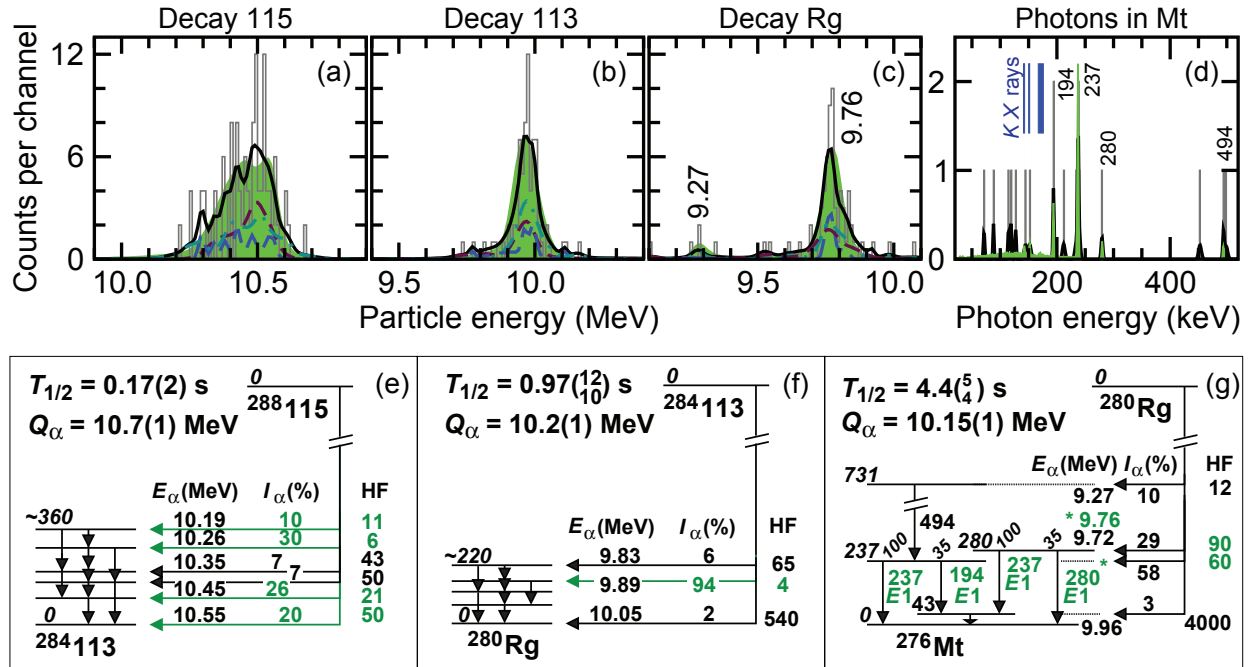 Decay 115
Decay 113
Decay Rg
Photons in Mt
Counts per channel
12
9
6
3
0
(a)
(b)
(c)
(d)
9.27
9.76
K X rays
194
237
280
494
2
1
0
10.0
10.5
9.5
10.0
9.5
10.0
200
400
Particle energy (MeV)
Photon energy (keV)
T1/2 = 0.17(2) s
Qα = 10.7(1) MeV
0
(e)
288115
Eα(MeV) Iα(%) HF
~360
10.19 10 11
10.26 30 6
10.35 7 43
7 50
10.45 26 21
0
10.55 20 50
284113
T1/2 = 0.97(12 10) s
Qα = 10.2(1) MeV
0
(f)
284113
Eα(MeV) Iα(%) HF
~220
9.83 6 65
9.89 94 4
0
10.05 2 540
280Rg
T1/2 = 4.4(5 4) s
Qα = 10.15(1) MeV
0
(g)
280Rg
Eα(MeV) Iα(%) HF
731
9.27 10 12
494
* 9.76
237 100 35 280 100 35
9.72 29 90
* 58 60
237 E1
194 E1
237 E1
280 E1
43
0
3 4000
9.96
276Mt